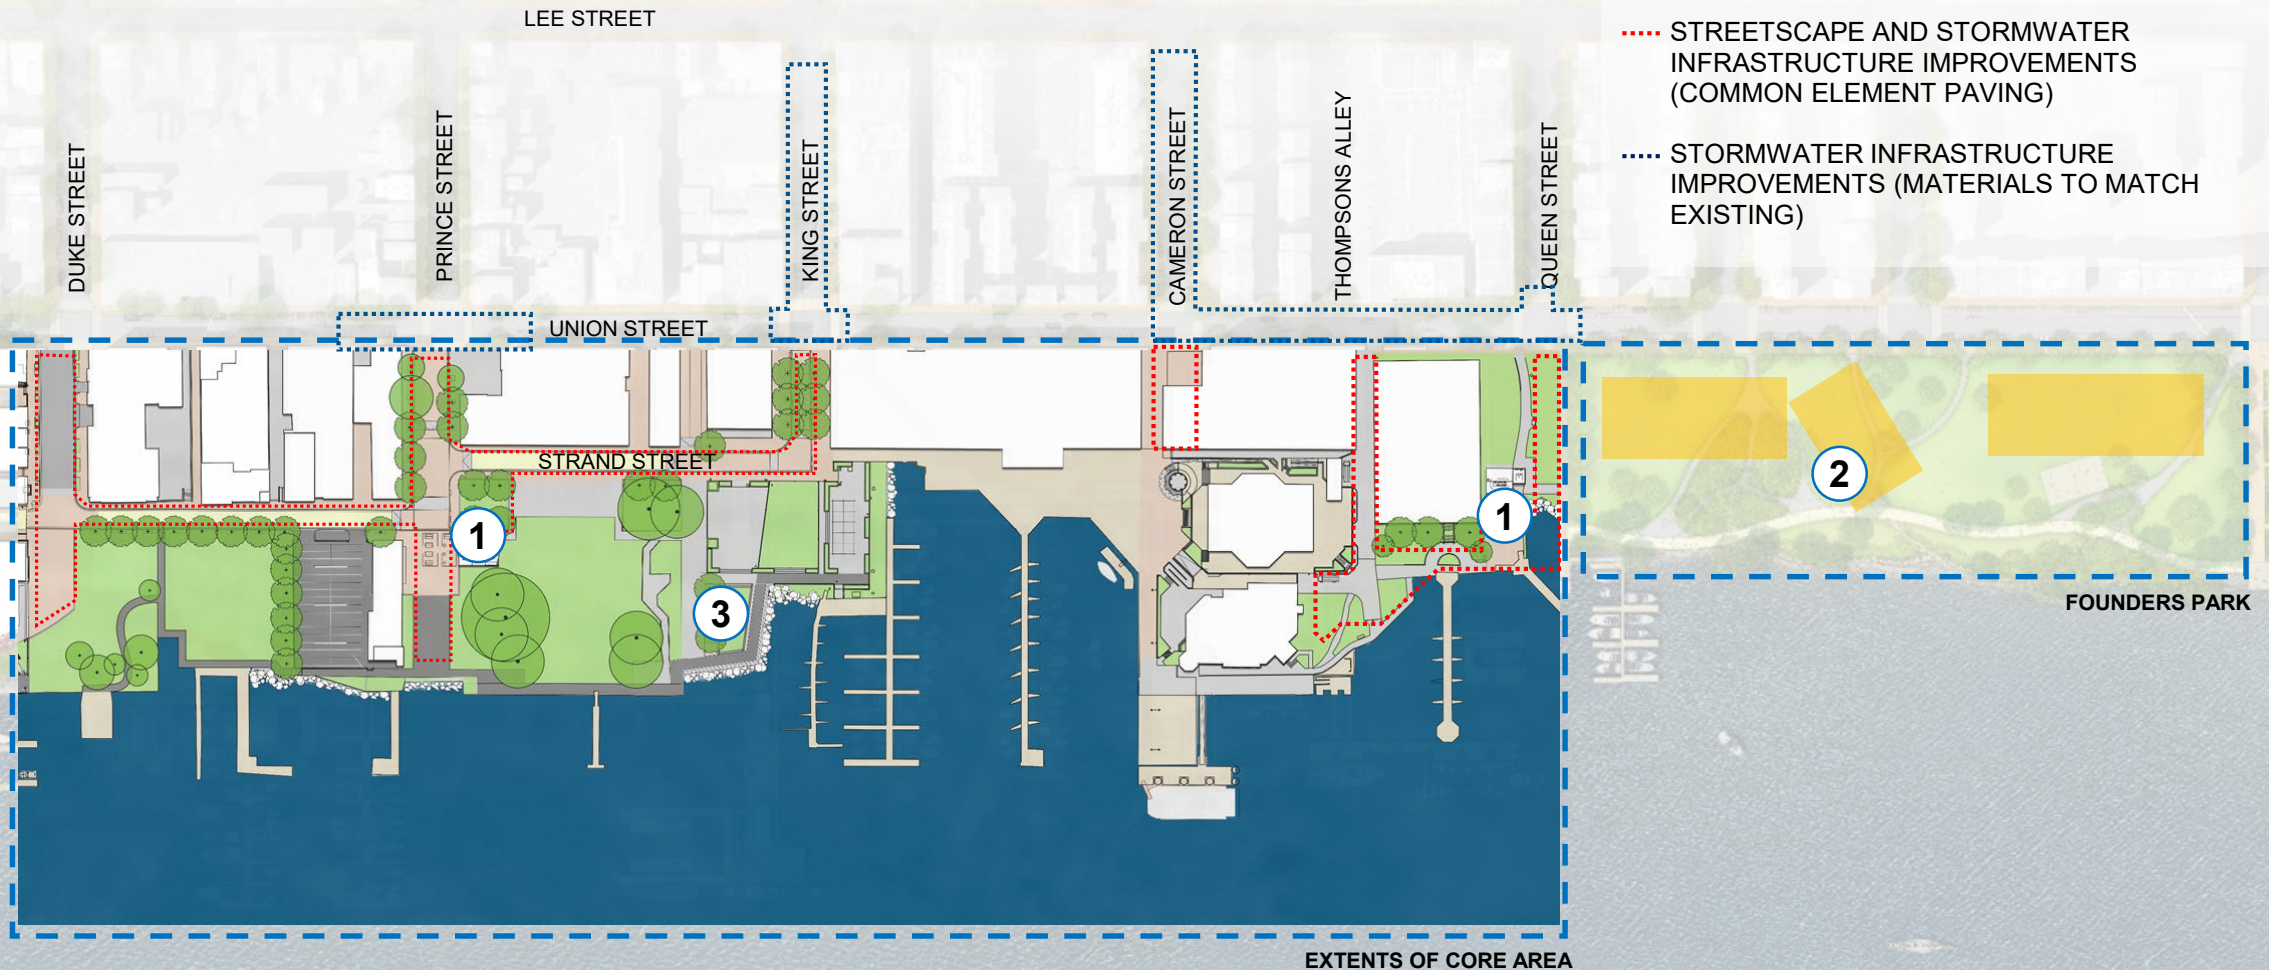 LEE STREET
STREETSCAPE AND STORMWATER
INFRASTRUCTURE IMPROVEMENTS
(COMMON ELEMENT PAVING)
STORMWATER INFRASTRUCTURE
IMPROVEMENTS (MATERIALS TO MATCH
EXISTING)
DUKE STREET
PRINCE STREET
KING STREET
CAMERON STREET
THOMPSONS ALLEY
QUEEN STREET
UNION STREET
STRAND STREET
1
2
1
3
FOUNDERS PARK
EXTENTS OF CORE AREA